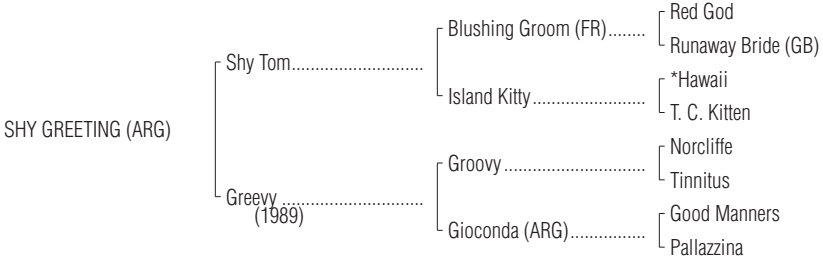 Red God
Blushing Groom (FR)........
Runaway Bride (GB)
Shy Tom............................
*Hawaii
Island Kitty........................
T. C. Kitten
SHY GREETING (ARG)
Norcliffe
Groovy ..............................
Tinnitus
Greevy ..............................
(1989)
Good Manners
Gioconda (ARG)................
Pallazzina